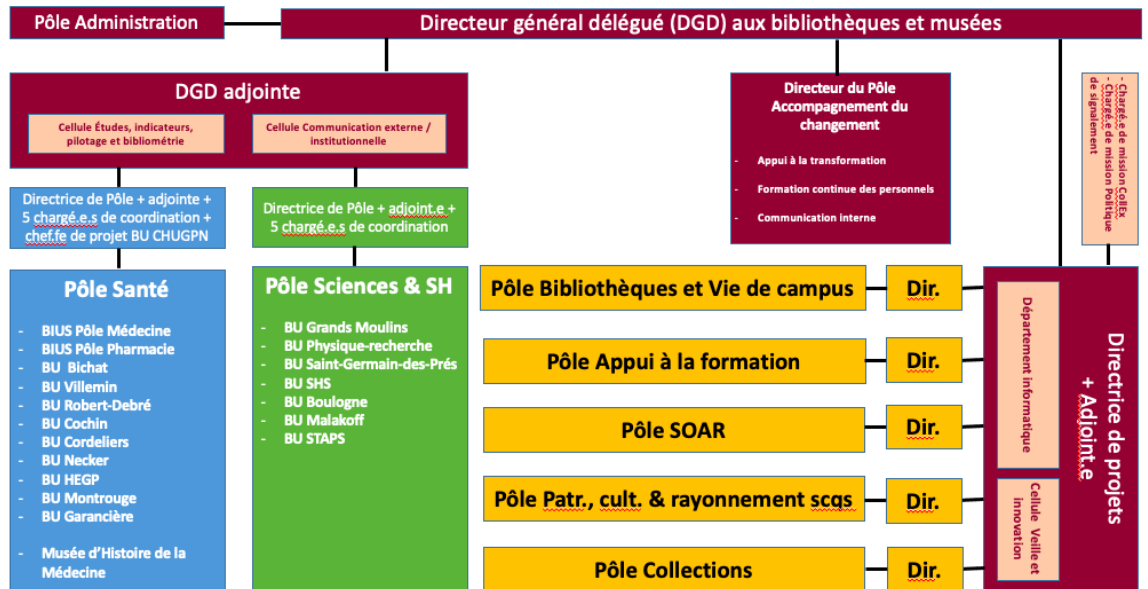 Pôle Administration
Directeur général délégué (DGD) aux bibliothèques et musées
DGD adjointe
Cellule Études, indicateurs,
pilotage et bibliométrie
Cellule Communication externe /
institutionnelle
Directeur du Pôle
Accompagnement du
changement
- Appui à la transformation
- Formation continue des personnels
- Communication interne
- Chargé.e de mission CollEx
- Chargé.e de mission Politique
de signalement
Directrice de Pôle + adjointe +
5 chargé.e.s de coordination +
chef.fe de projet BU CHUGPN
Directrice de Pôle + adjoint.e +
5 chargé.e.s de coordination
Pôle Santé
- BIUS Pôle Médecine
- BIUS Pôle Pharmacie
- BU Bichat
- BU Villemin
- BU Robert-Debré
- BU Cochin
- BU Cordeliers
- BU Necker
- BU HEGP
- BU Montrouge
- BU Garancière
- Musée d'Histoire de la
Médecine
Pôle Sciences & SH
- BU Grands Moulins
- BU Physique-recherche
- BU Saint-Germain-des-Prés
- BU SHS
- BU Boulogne
- BU Malakoff
- BU STAPS
Pôle Bibliothèques et Vie de campus
Dir.
Pôle Appui à la formation
Dir.
Pôle SOAR
Dir.
Pôle Patr., cult. & rayonnement scqs
Dir.
Pôle Collections
Dir.
Département informatique
Cellule Veille et
innovation
Directrice de projets
+ Adjoint.e